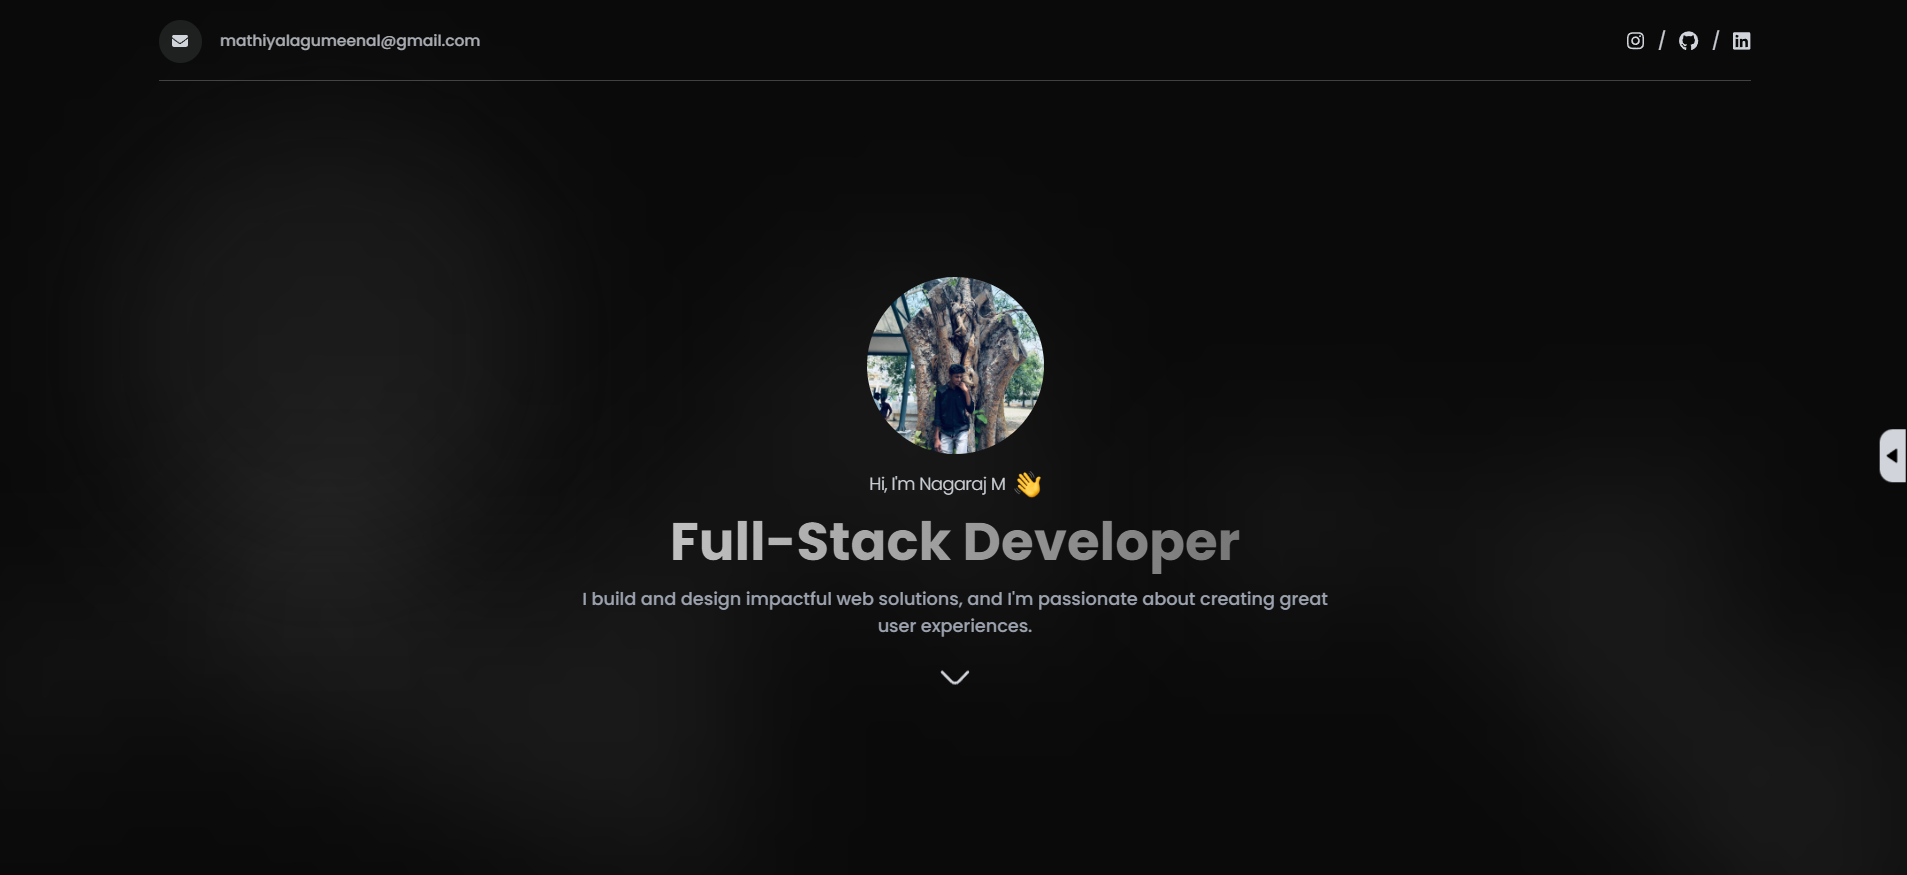 mathiyalagumeenal@gmail.com
/ /
Hi, I'm Nagaraj M 👋
Full-Stack Developer
I build and design impactful web solutions, and I'm passionate about creating great
user experiences.